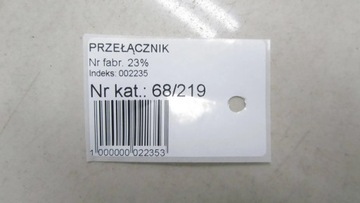 PRZEŁĄCZNIK
Nr fabr. 23%
Indeks: 002235
Nr kat.: 68/219
1 000000 022353